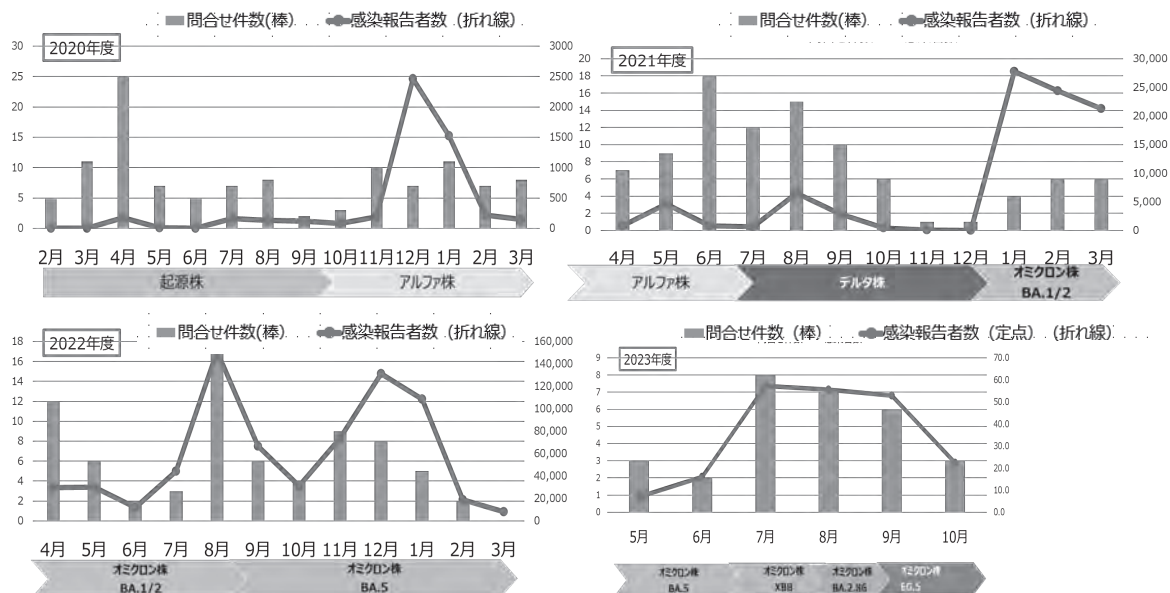 問合せ件数(棒) 感染報告者数 (折れ線)
2020年度
30 3000
25 2500
20 2000
15 1500
10 1000
5 500
0 0
2月 3月 4月 5月 6月 7月 8月 9月 10月 11月 12月 1月 2月 3月
起源株 アルファ株
問合せ件数(棒) 感染報告者数 (折れ線)
2021年度
20 30,000
18 25,000
16
14 20,000
12
10 15,000
8
6 10,000
4 5,000
2
0 0
4月 5月 6月 7月 8月 9月 10月 11月 12月 1月 2月 3月
アルファ株 デルタ株 オミクロン株
BA.1/2
問合せ件数(棒) 感染報告者数 (折れ線)
2022年度
18 160,000
16 140,000
14 120,000
12 100,000
10
8 80,000
6 60,000
4 40,000
2 20,000
0 0
4月 5月 6月 7月 8月 9月 10月 11月 12月 1月 2月 3月
オミクロン株 オミクロン株
BA.1/2 BA.5
問合せ件数 (棒) 感染報告者数 (定点) (折れ線)
2023年度
9 70.0
8 60.0
7 50.0
6
5 40.0
4 30.0
3 20.0
2
1 10.0
0 0.0
5月 6月 7月 8月 9月 10月
オミクロン株 オミクロン株 オミクロン株 オミクロン株
BA.5 XBB BA.2.86 EG.5